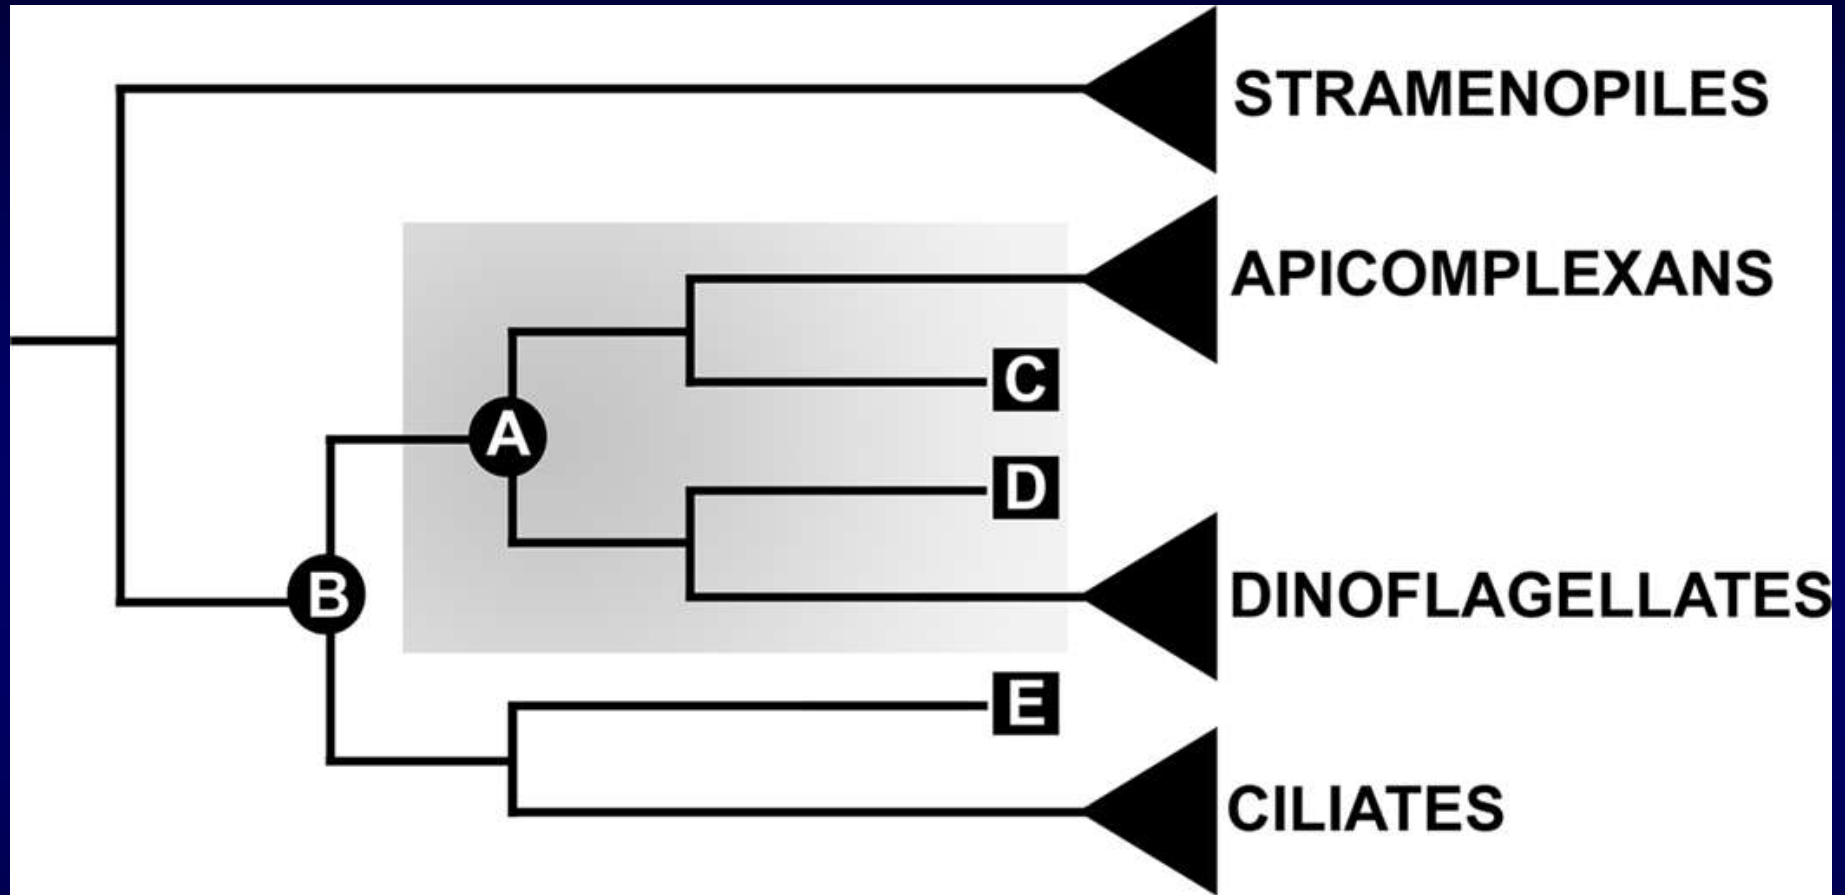 STRAMENOPILES
APICOMPLEXANS
C
A
D
B
DINOFLAGELLATES
E
CILIATES